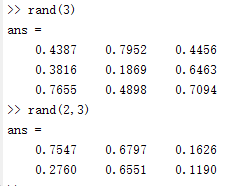 >> rand(3)
ans =
0.4387 0.7952 0.4456
0.3816 0.1869 0.6463
0.7655 0.4898 0.7094
>> rand(2,3)
ans =
0.7547 0.6797 0.1626
0.2760 0.6551 0.1190